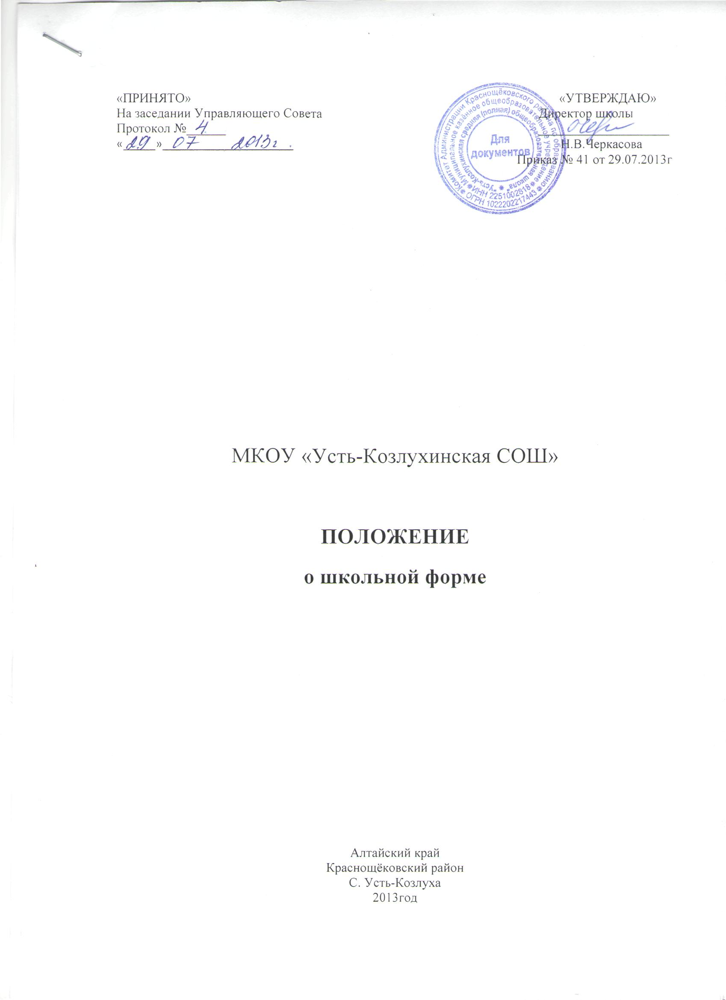 «ПРИНЯТО»
На заседании Управляющего Совета
Протокол № 4
« 29 » 07 2013г.
«УТВЕРЖДАЮ»
Директор школы
Н.В.Черкасова
Приказ № 41 от 29.07.2013г
Комитет Администрации Краснощёковского района по образованию
ОГРН 1022202217443
Муниципальное казённое общеобразовательное учреждение
ИНН 2251002818
"Усть-Козлухинская средняя (полная) общеобразовательная школа"
Для
документов
МКОУ «Усть-Козлухинская СОШ»
ПОЛОЖЕНИЕ
о школьной форме
Алтайский край
Краснощёковский район
С. Усть-Козлуха
2013год